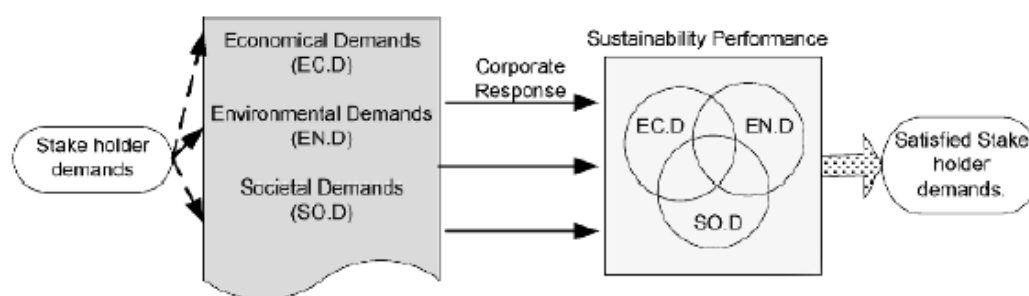 Economical Demands
(EC.D)
Sustainability Performance
Corporate
Response
Environmental Demands
(EN.D)
EC.D
EN.D
Stake holder
demands
Satisfied Stake
holder
demands.
Societal Demands
(SO.D)
SO.D